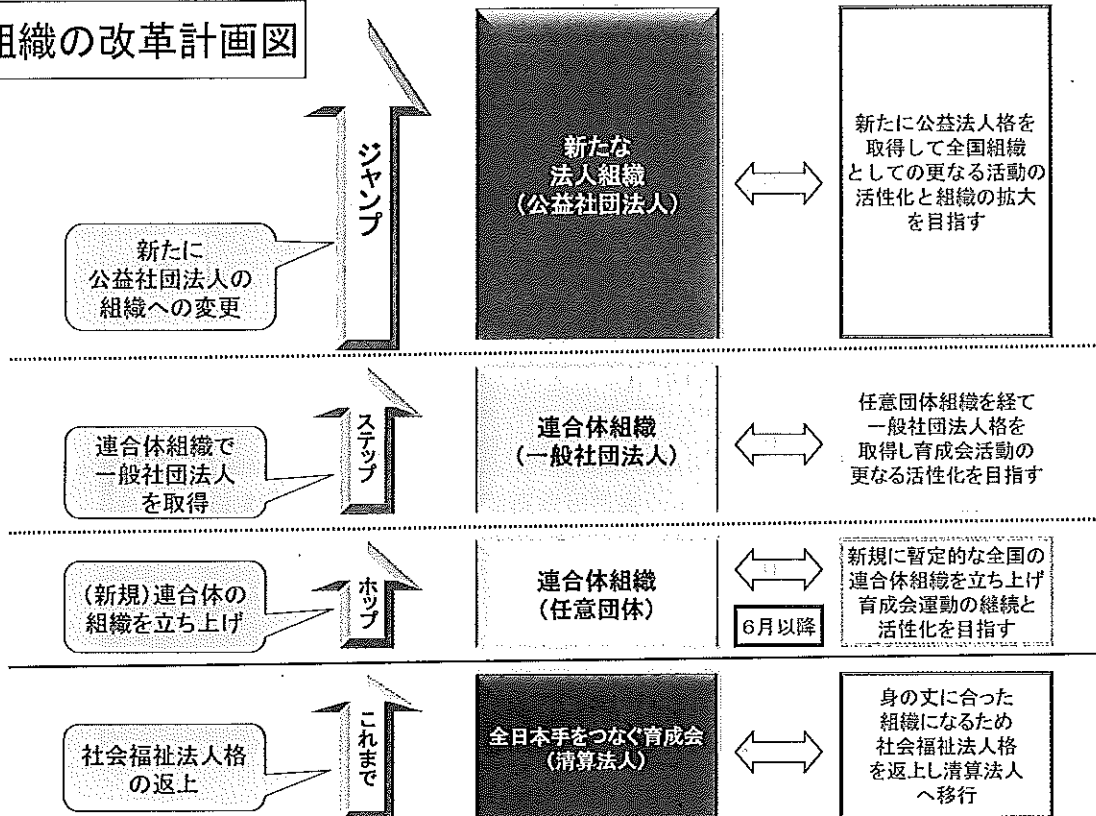 組織の改革計画図
新たに
公益社団法人の
組織への変更
ジャンプ
新たな
法人組織
(公益社団法人)
新たに公益法人格を
取得して全国組織
としての更なる活動の
活性化と組織の拡大
を目指す
連合体組織で
一般社団法人
を取得
ステップ
連合体組織
(一般社団法人)
任意団体組織を経て
一般社団法人格を
取得し育成会活動の
更なる活性化を目指す
(新規)連合体の
組織を立ち上げ
ホップ
連合体組織
(任意団体)
6月以降
新規に暫定的な全国の
連合体組織を立ち上げ
育成会運動の継続と
活性化を目指す
社会福祉法人格
の返上
これまで
全日本手をつなぐ育成会
(清算法人)
身の丈に合った
組織になるため
社会福祉法人格
を返上し清算法人
へ移行